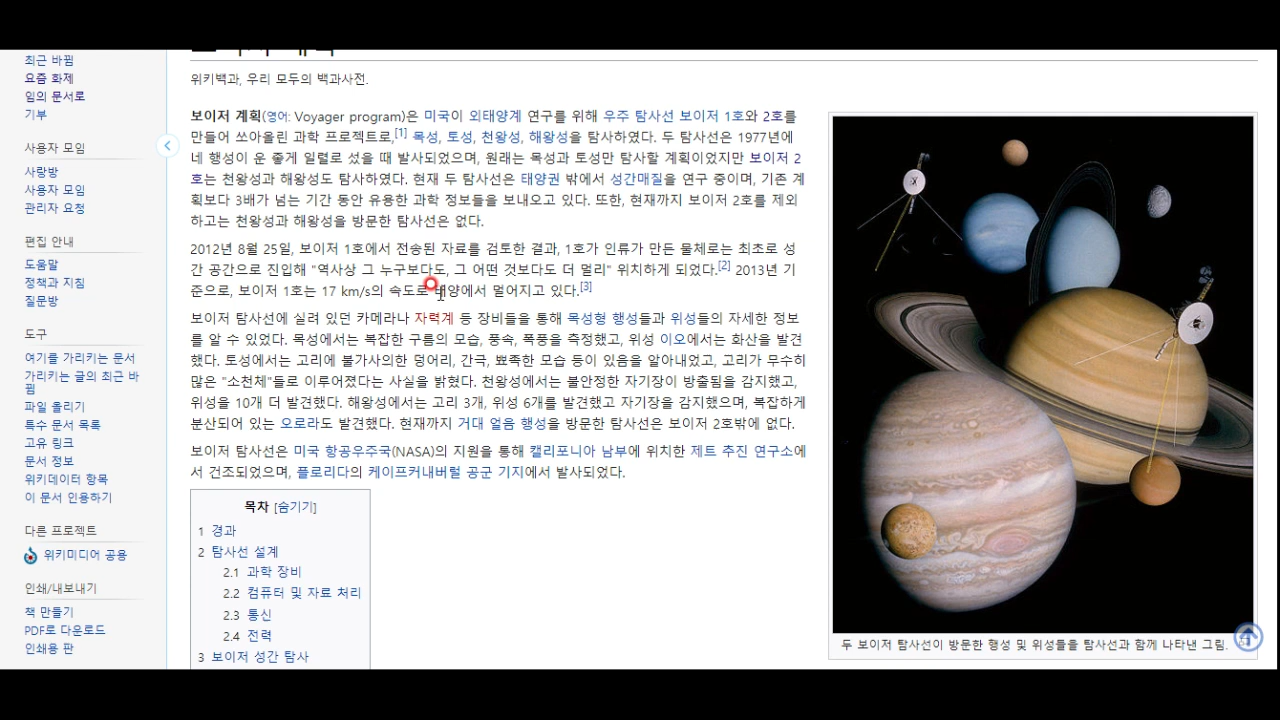 최근 바뀜
요즘 화제
임의 문서로
기부
사용자 모임
사랑방
사용자 모임
관리자 요청
편집 안내
도움말
정책과 지침
질문방
도구
여기를 가리키는 문서
가리키는 글의 최근 바
뀜
파일 올리기
특수 문서 목록
고유 링크
문서 정보
위키데이터 항목
이 문서 인용하기
다른 프로젝트
위키미디어 공용
인쇄/내보내기
책 만들기
PDF로 다운로드
인쇄용 판
위키백과, 우리 모두의 백과사전.
보이저 계획(영어: Voyager program)은 미국이 외태양계 연구를 위해 우주 탐사선 보이저 1호와 2호를
만들어 쏘아올린 과학 프로젝트로,[1] 목성, 토성, 천왕성, 해왕성을 탐사하였다. 두 탐사선은 1977년에
네 행성이 운 좋게 일렬로 섰을 때 발사되었으며, 원래는 목성과 토성만 탐사할 계획이었지만 보이저 2
호는 천왕성과 해왕성도 탐사하였다. 현재 두 탐사선은 태양권 밖에서 성간매질을 연구 중이며, 기존 계
획보다 3배가 넘는 기간 동안 유용한 과학 정보들을 보내오고 있다. 또한, 현재까지 보이저 2호를 제외
하고는 천왕성과 해왕성을 방문한 탐사선은 없다.
2012년 8월 25일, 보이저 1호에서 전송된 자료를 검토한 결과, 1호가 인류가 만든 물체로는 최초로 성
간 공간으로 진입해 "역사상 그 누구보다도, 그 어떤 것보다도 더 멀리" 위치하게 되었다.[2] 2013년 기
준으로, 보이저 1호는 17 km/s의 속도로 태양에서 멀어지고 있다.[3]
보이저 탐사선에 실려 있던 카메라나 자력계 등 장비들을 통해 목성형 행성들과 위성들의 자세한 정보
를 알 수 있었다. 목성에서는 복잡한 구름의 모습, 풍속, 폭풍을 측정했고, 위성 이오에서는 화산을 발견
했다. 토성에서는 고리에 불가사의한 덩어리, 간극, 뾰족한 모습 등이 있음을 알아내었고, 고리가 무수히
많은 "소천체"들로 이루어졌다는 사실을 밝혔다. 천왕성에서는 불안정한 자기장이 방출됨을 감지했고,
위성을 10개 더 발견했다. 해왕성에서는 고리 3개, 위성 6개를 발견했고 자기장을 감지했으며, 복잡하게
분산되어 있는 오로라도 발견했다. 현재까지 거대 얼음 행성을 방문한 탐사선은 보이저 2호밖에 없다.
보이저 탐사선은 미국 항공우주국(NASA)의 지원을 통해 캘리포니아 남부에 위치한 제트 추진 연구소에
서 건조되었으며, 플로리다의 케이프커내버럴 공군 기지에서 발사되었다.
목차 [숨기기]
1 경과
2 탐사선 설계
2.1 과학 장비
2.2 컴퓨터 및 자료 처리
2.3 통신
2.4 전력
3 보이저 성간 탐사
두 보이저 탐사선이 방문한 행성 및 위성들을 탐사선과 함께 나타낸 그림.